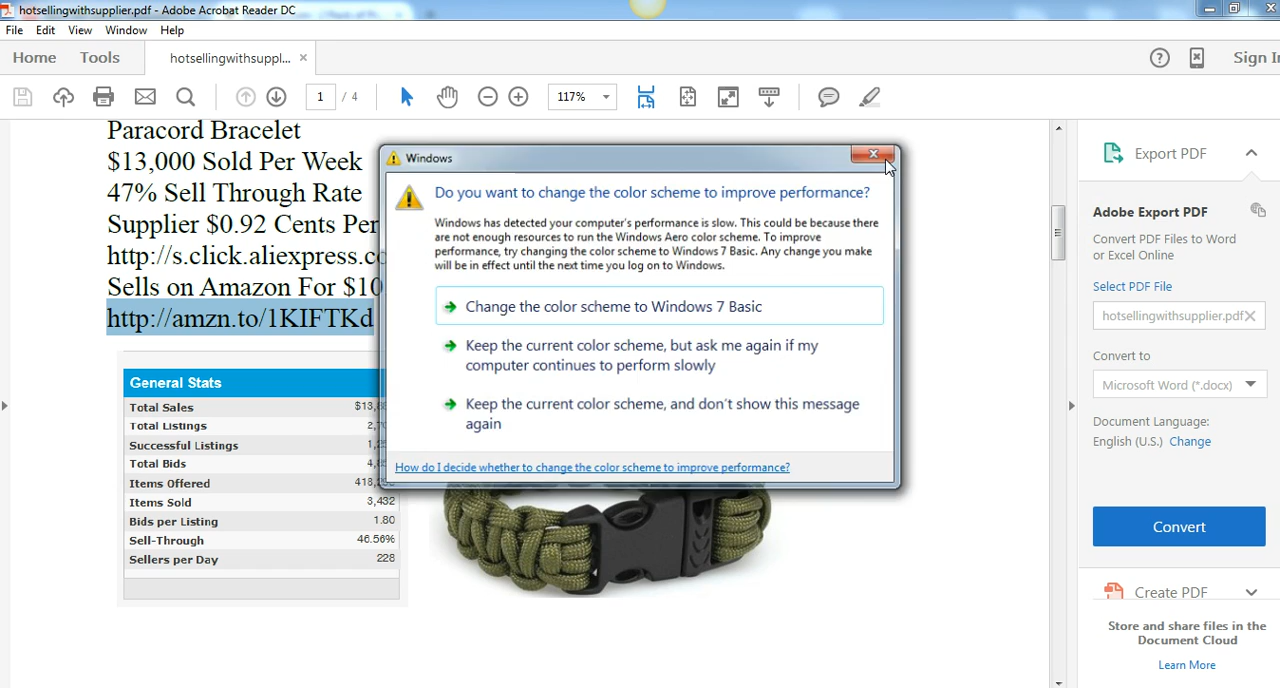 hotsellingwithsupplier.pdf - Adobe Acrobat Reader DC
File Edit View Window Help
Home Tools hotsellingwithsuppl... ×
Sign In
1 / 4 117%
Paracord Bracelet
$13,000 Sold Per Week
47% Sell Through Rate
Supplier $0.92 Cents Per
http://s.click.aliexpress.co
Sells on Amazon For $10
http://amzn.to/1KIFTKd
General Stats
Total Sales
Total Listings
Successful Listings
Total Bids
Items Offered
Items Sold 3,432
Bids per Listing 1.80
Sell-Through 46.56%
Sellers per Day 228
Windows
Do you want to change the color scheme to improve performance?
Windows has detected your computer's performance is slow. This could be because there
are not enough resources to run the Windows Aero color scheme. To improve
performance, try changing the color scheme to Windows 7 Basic. Any change you make
will be in effect until the next time you log on to Windows.
Change the color scheme to Windows 7 Basic
Keep the current color scheme, but ask me again if my
computer continues to perform slowly
Keep the current color scheme, and don't show this message
again
How do I decide whether to change the color scheme to improve performance?
Export PDF
Adobe Export PDF
Convert PDF Files to Word
or Excel Online
Select PDF File
hotsellingwithsupplier.pdf
Convert to
Microsoft Word (*.docx)
Document Language:
English (U.S.) Change
Convert
Create PDF
Store and share files in the
Document Cloud
Learn More